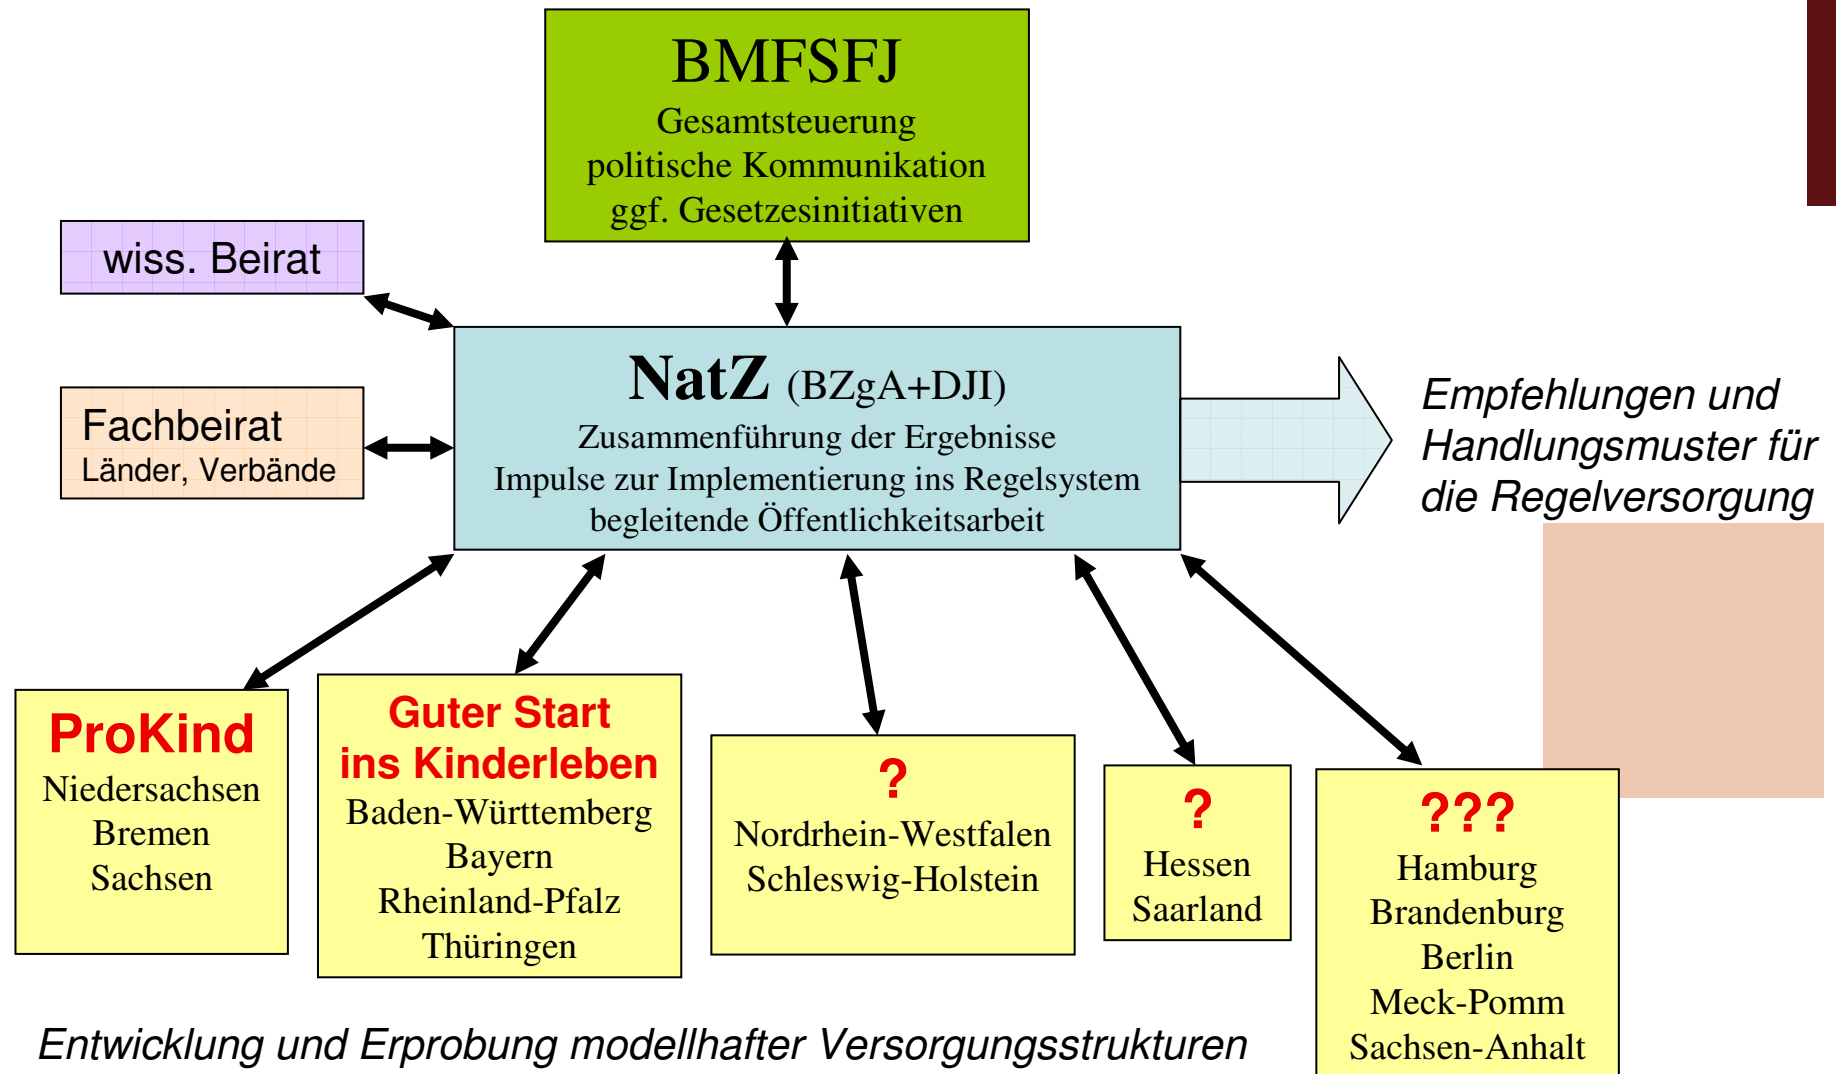 BMFSFJ
Gesamtsteuerung
politische Kommunikation
ggf. Gesetzesinitiativen
wiss. Beirat
Fachbeirat
Länder, Verbände
NatZ (BZgA+DJI)
Zusammenführung der Ergebnisse
Impulse zur Implementierung ins Regelsystem
begleitende Öffentlichkeitsarbeit
Empfehlungen und
Handlungsmuster für
die Regelversorgung
ProKind
Niedersachsen
Bremen
Sachsen
Guter Start
ins Kinderleben
Baden-Württemberg
Bayern
Rheinland-Pfalz
Thüringen
?
Nordrhein-Westfalen
Schleswig-Holstein
?
Hessen
Saarland
???
Hamburg
Brandenburg
Berlin
Meck-Pomm
Sachsen-Anhalt
Entwicklung und Erprobung modellhafter Versorgungsstrukturen